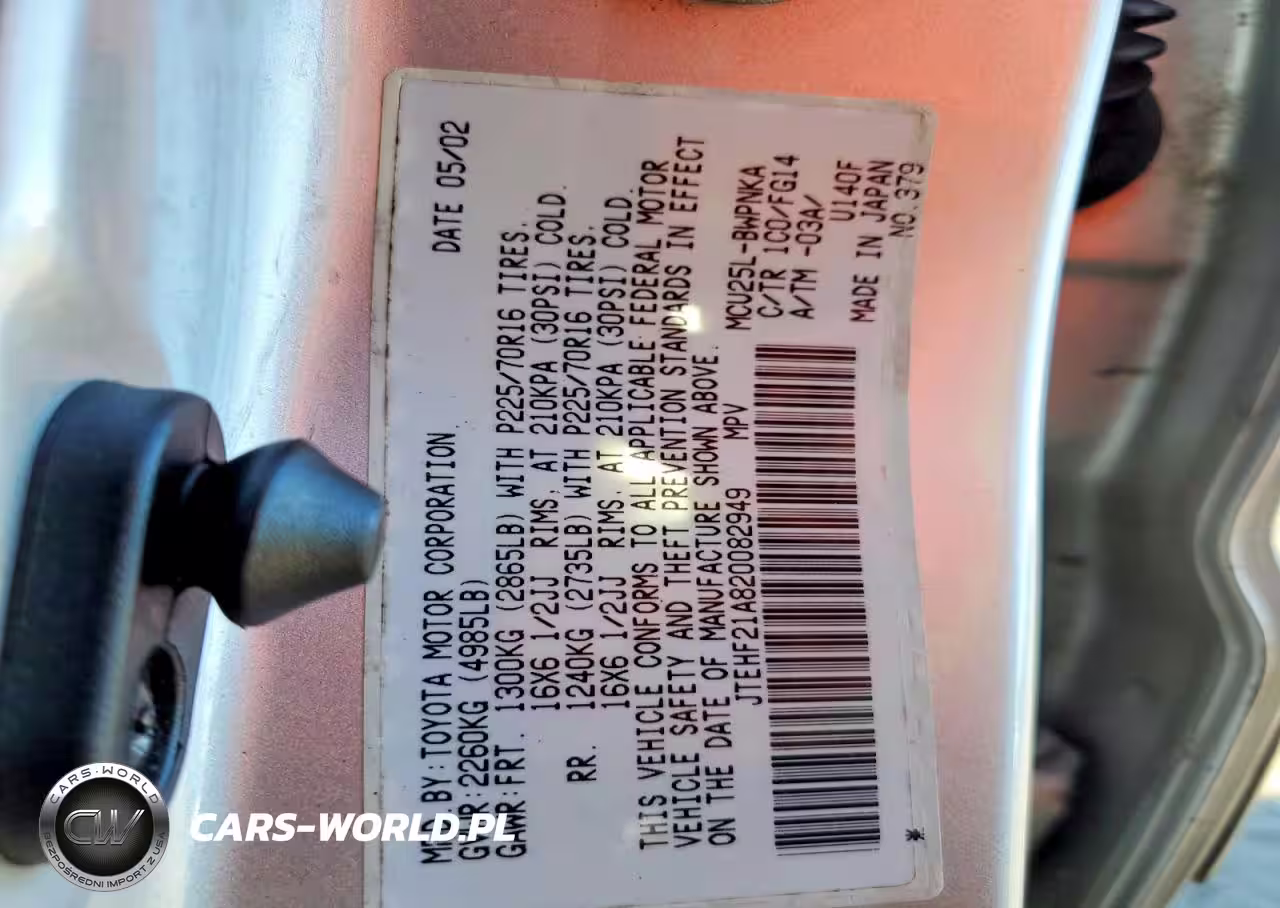 MFD.BY:TOYOTA MOTOR CORPORATION DATE 05/02
GVWR:2260KG (4985LB)
GAWR:FRT. 1300KG (2865LB) WITH P225/70R16 TIRES.
16X6 1/2JJ RIMS, AT 210KPA (30PSI) COLD.
RR. 1240KG (2735LB) WITH P225/70R16 TIRES.
16X6 1/2JJ RIMS, AT 210KPA (30PSI) COLD.
THIS VEHICLE CONFORMS TO ALL APPLICABLE FEDERAL MOTOR
VEHICLE SAFETY AND THEFT PREVENTION STANDARDS IN EFFECT
ON THE DATE OF MANUFACTURE SHOWN ABOVE.
JTEHF21A820082949 MPV MCU25L-BWPNKA
C/TR 1C0/FG14
A/TM -03A/
U140F
MADE IN JAPAN
NO.379
*
CARS-WORLD
CW
BEZPOŚREDNI IMPORT Z USA
CARS-WORLD.PL